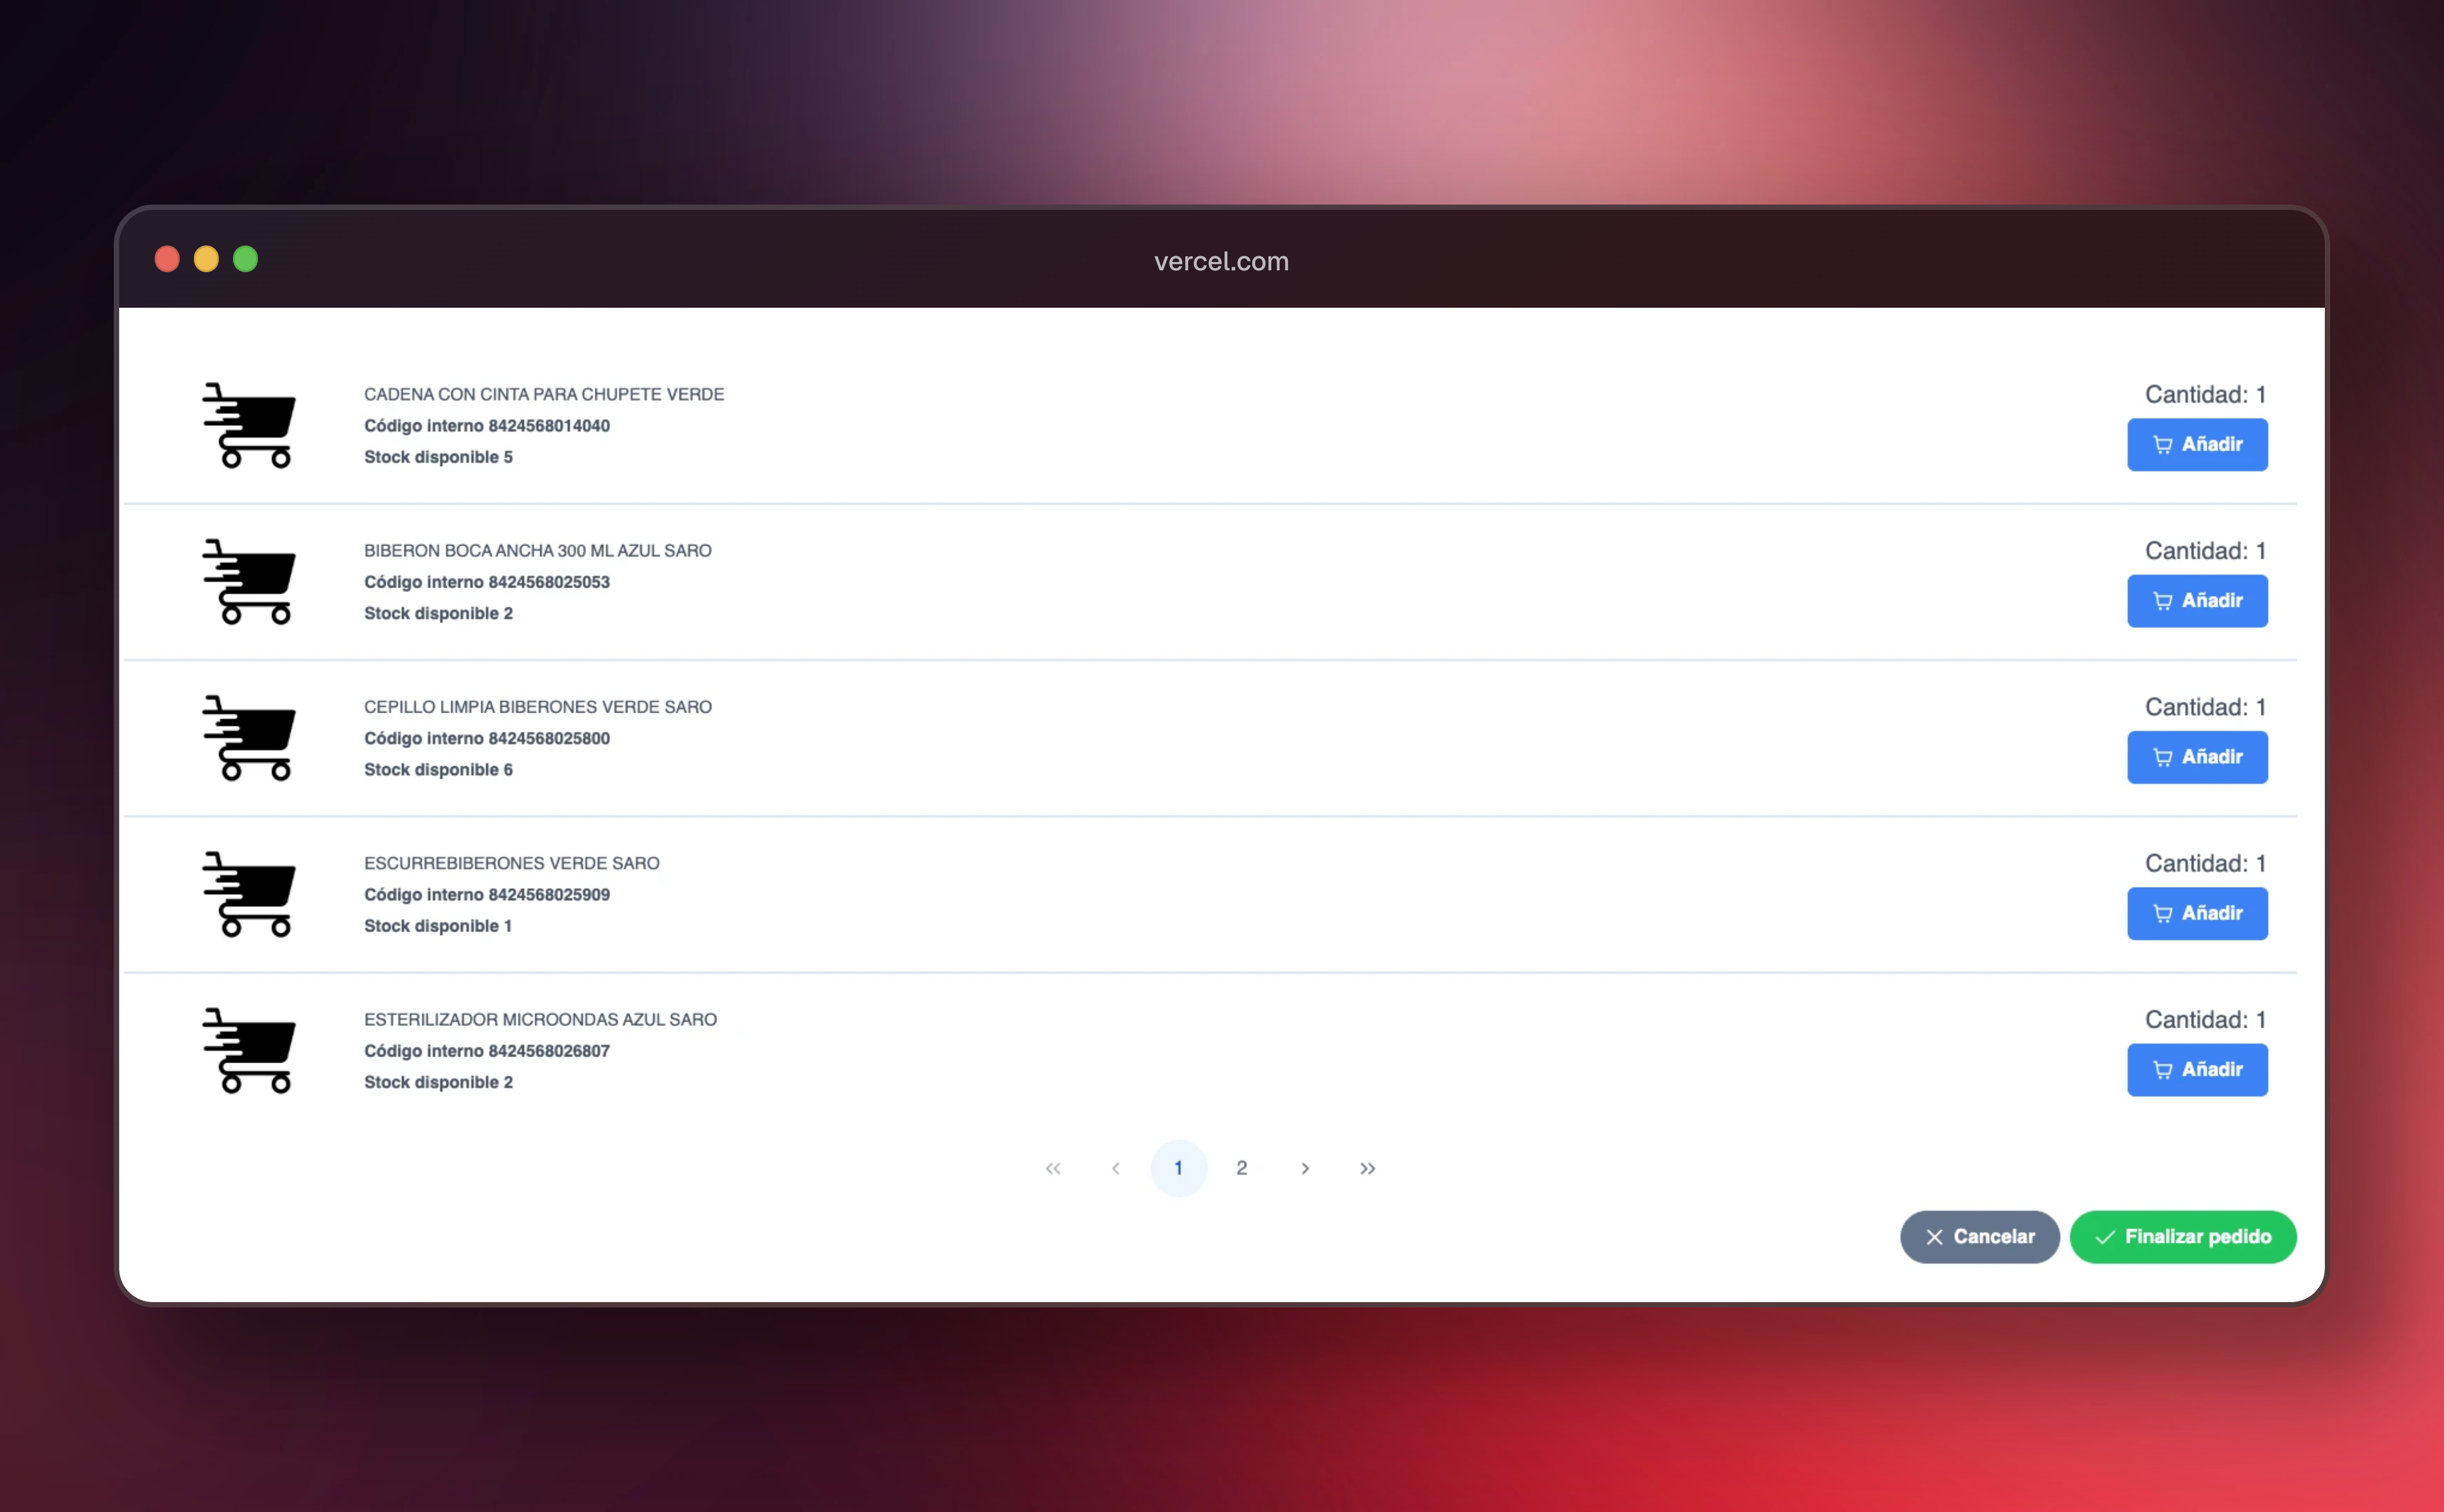 vercel.com
CADENA CON CINTA PARA CHUPETE VERDE
Código interno 8424568014040
Stock disponible 5
Cantidad: 1
Añadir
BIBERON BOCA ANCHA 300 ML AZUL SARO
Código interno 8424568025053
Stock disponible 2
Cantidad: 1
Añadir
CEPILLO LIMPIA BIBERONES VERDE SARO
Código interno 8424568025800
Stock disponible 6
Cantidad: 1
Añadir
ESCURREBIBERONES VERDE SARO
Código interno 8424568025909
Stock disponible 1
Cantidad: 1
Añadir
ESTERILIZADOR MICROONDAS AZUL SARO
Código interno 8424568026807
Stock disponible 2
Cantidad: 1
Añadir
« ‹ 1 2 › »
Cancelar Finalizar pedido